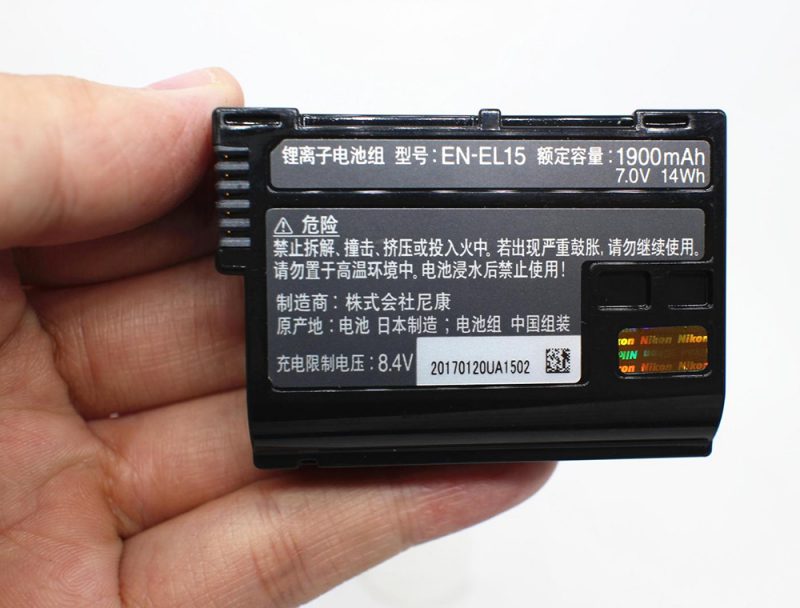 锂离子电池组 型号：EN-EL15 额定容量：1900mAh
7.0V 14Wh
⚠ 危险
禁止拆解、撞击、挤压或投入火中。若出现严重鼓胀，请勿继续使用。
请勿置于高温环境中。电池浸水后禁止使用！
制造商：株式会社尼康
原产地：电池 日本制造；电池组 中国组装
充电限制电压：8.4V
20170120UA1502
kon Nikon Nikon
Nikon Nikon